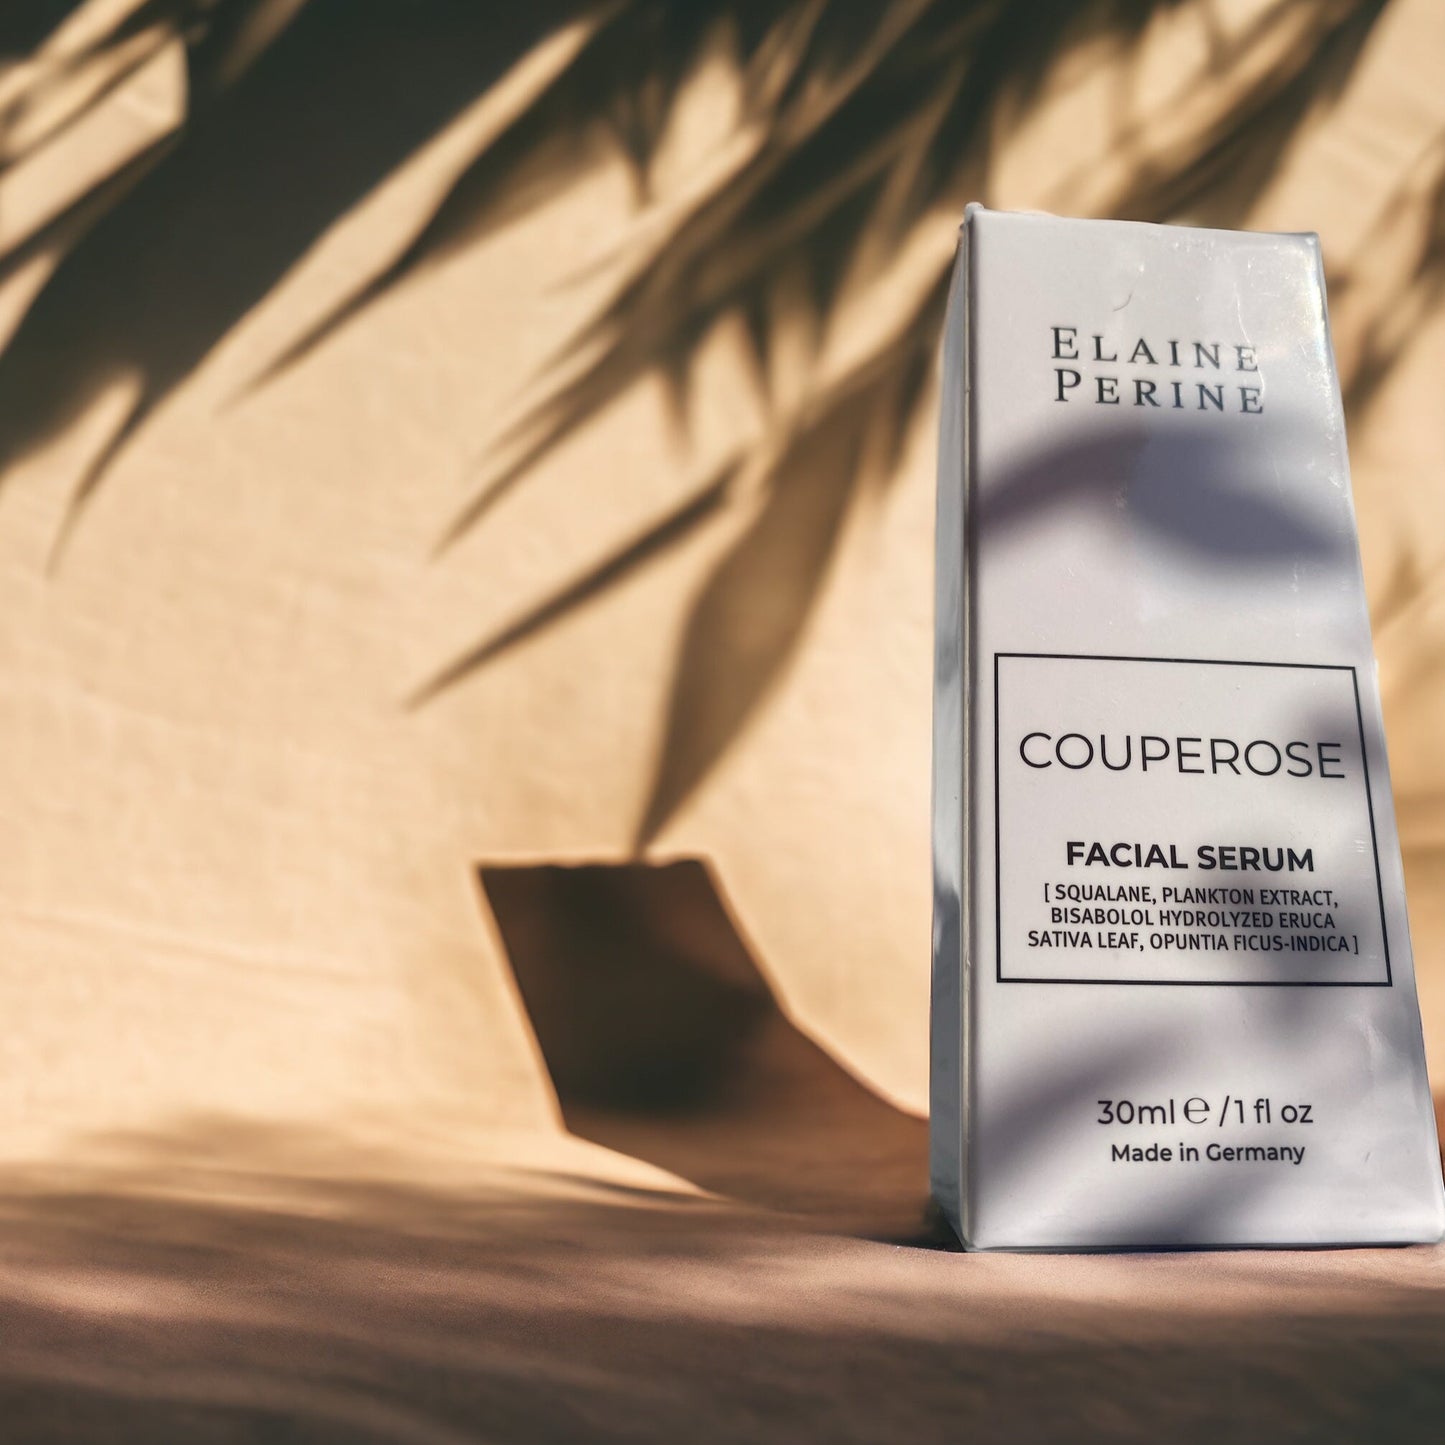 ELAINE
PERINE
COUPEROSE
FACIAL SERUM
[ SQUALANE, PLANKTON EXTRACT,
BISABOLOL HYDROLYZED ERUCA
SATIVA LEAF, OPUNTIA FICUS-INDICA ]
30ml ℮ / 1 fl oz
Made in Germany